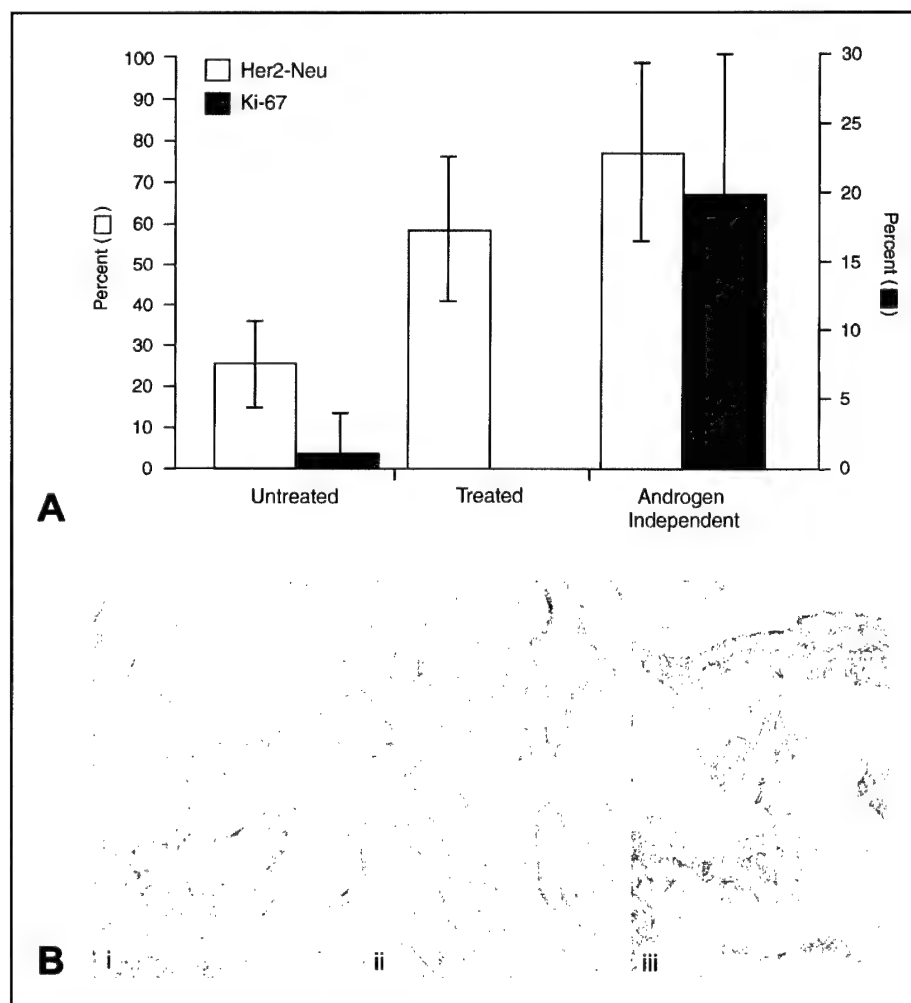 Her2-Neu
Ki-67
100
90
80
70
60
50
40
30
20
10
0
Percent (□)
30
25
20
15
10
5
0
Percent (■)
Untreated
Treated
Androgen
Independent
A
B
i
ii
iii